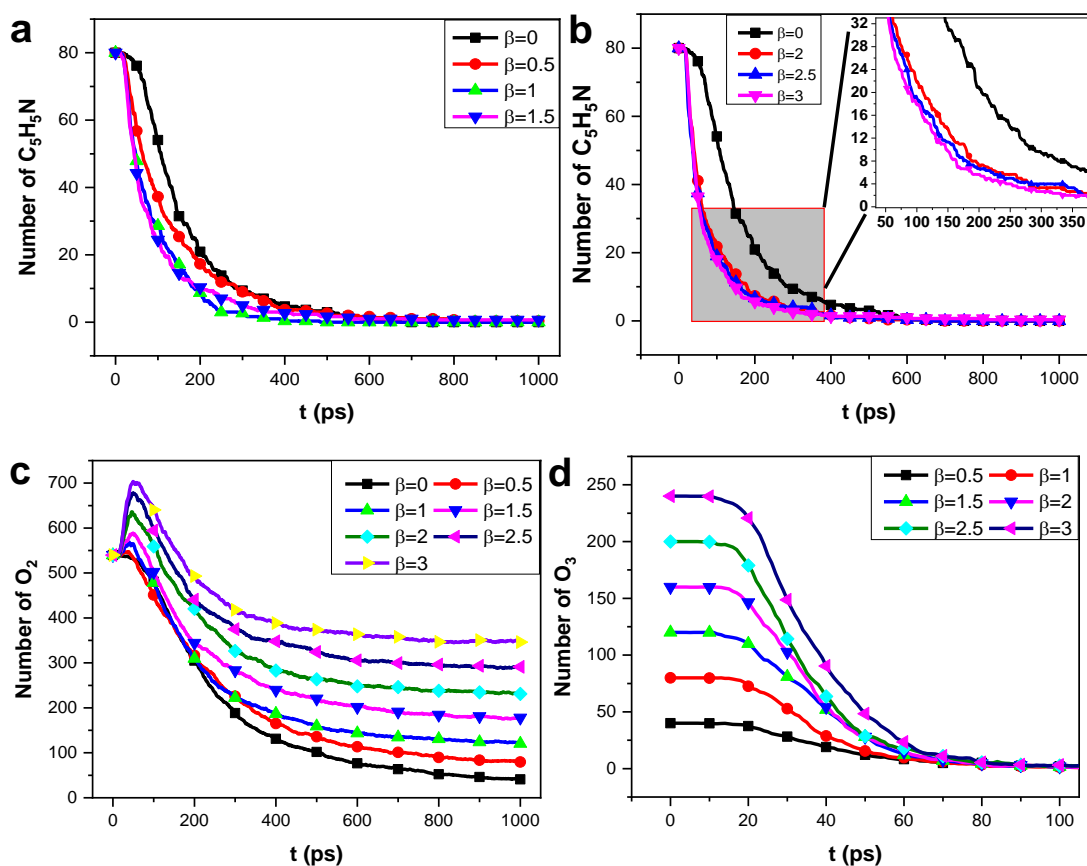 a
β=0
β=0.5
β=1
β=1.5
Number of C₅H₅N
80
60
40
20
0
0 200 400 600 800 1000
t (ps)
b
β=0
β=2
β=2.5
β=3
Number of C₅H₅N
80
60
40
20
0
0 200 400 600 800 1000
t (ps)
32
28
24
20
16
12
8
4
0
50 100 150 200 250 300 350
c
β=0 β=0.5
β=1 β=1.5
β=2 β=2.5
β=3
Number of O₂
700
600
500
400
300
200
100
0
0 200 400 600 800 1000
t (ps)
d
β=0.5 β=1
β=1.5 β=2
β=2.5 β=3
Number of O₃
250
200
150
100
50
0
0 20 40 60 80 100
t (ps)